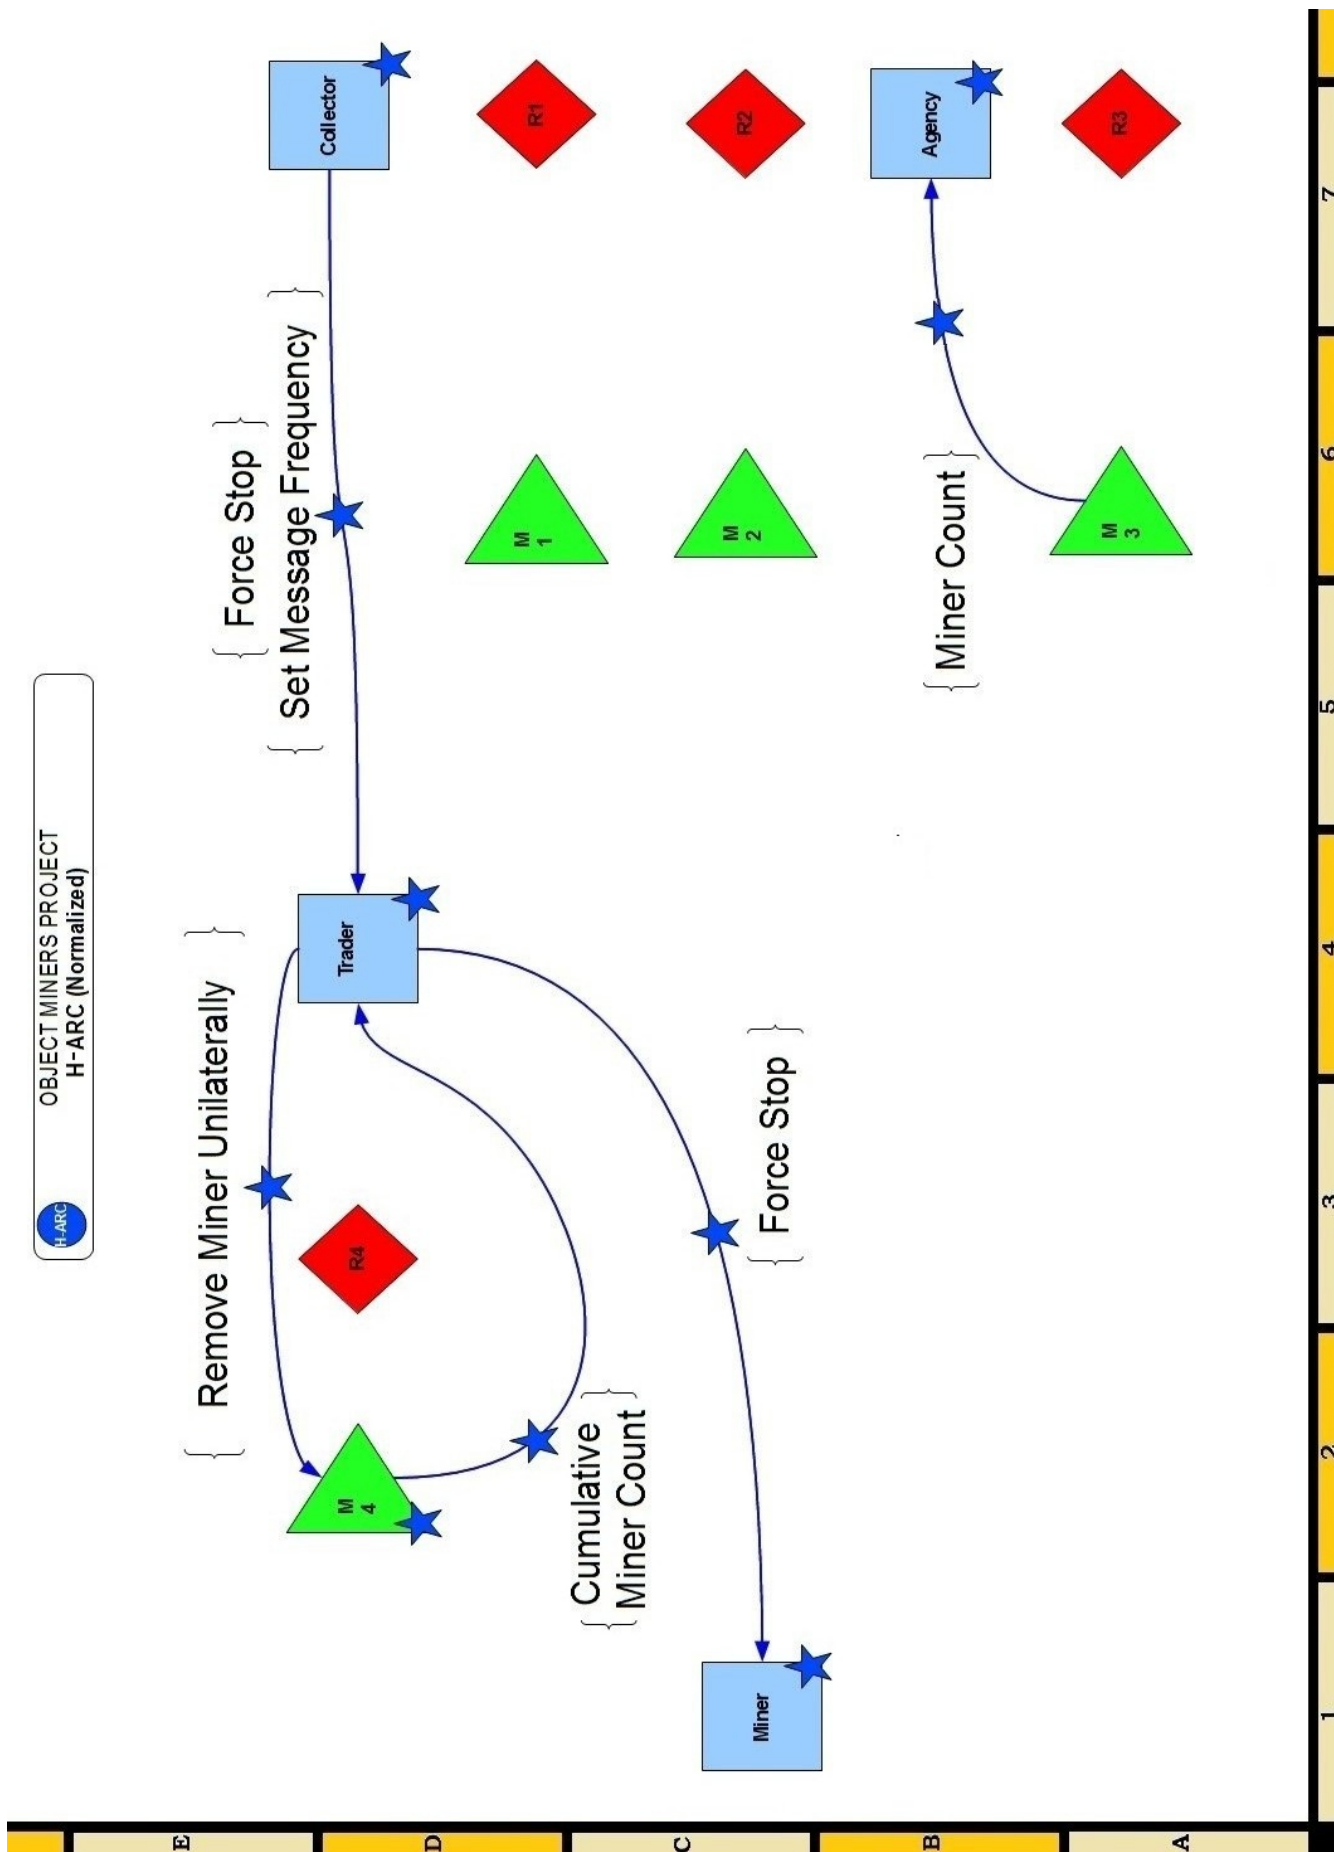 OBJECT MINERS PROJECT
H-ARC (Normalized)
H-ARC
Remove Miner Unilaterally
Force Stop
Set Message Frequency
Collector
Trader
R4
M
4
Cumulative
Miner Count
R1
M
1
R2
M
2
Force Stop
Miner
Agency
Miner Count
R3
M
3
E
D
C
B
A
1
2
3
4
5
6
7